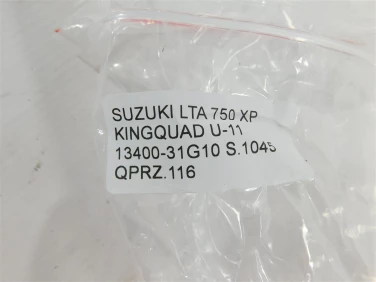 SUZUKI LTA 750 XP
KINGQUAD U-11
13400-31G10 S.1045
QPRZ.116